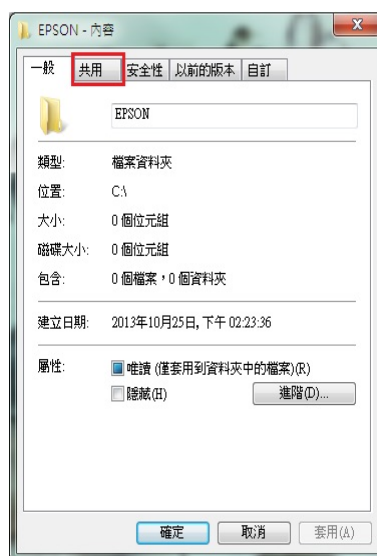 EPSON - 內容
一般 共用 安全性 以前的版本 自訂
EPSON
類型: 檔案資料夾
位置: C:\
大小: 0 個位元組
磁碟大小: 0 個位元組
包含: 0 個檔案，0 個資料夾
建立日期: 2013年10月25日, 下午 02:23:36
屬性: 唯讀 (僅套用到資料夾中的檔案)(R)
隱藏(H) 進階(D)...
確定 取消 套用(A)